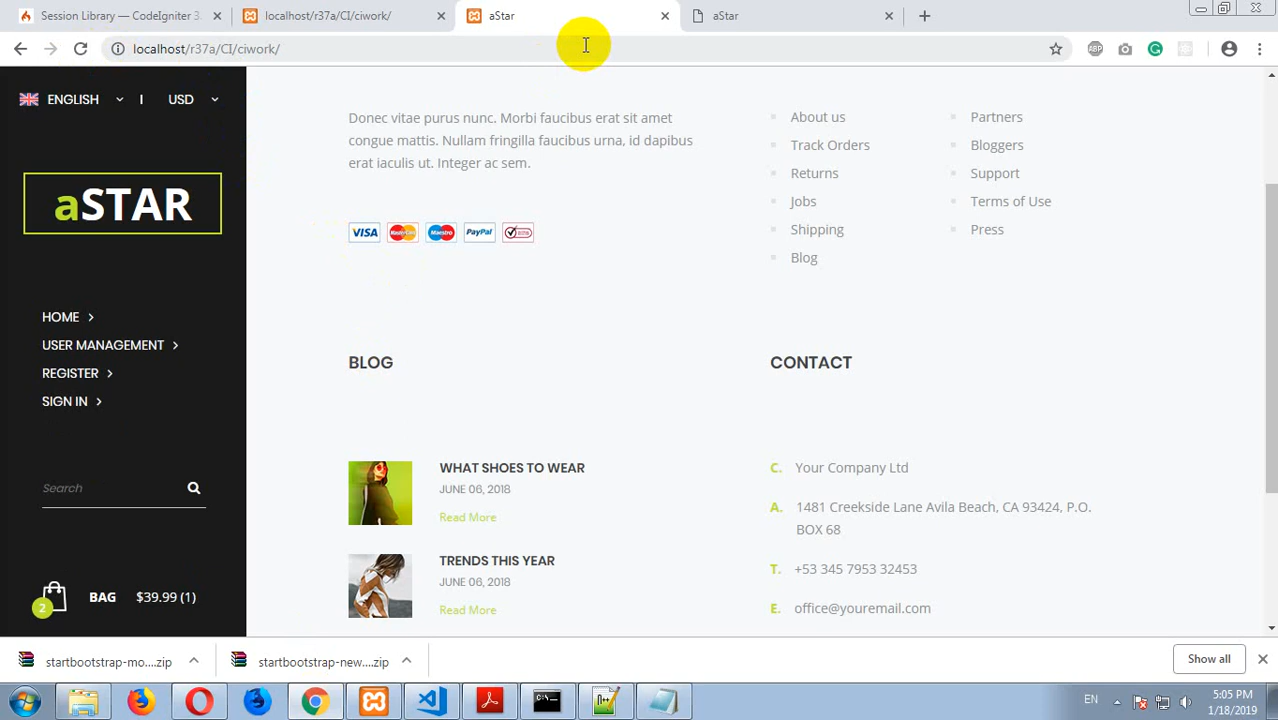 Session Library — CodeIgniter 3.
localhost/r37a/CI/ciwork/
aStar
aStar
localhost/r37a/CI/ciwork/
ABP
ENGLISH
USD
aSTAR
HOME
USER MANAGEMENT
REGISTER
SIGN IN
Search
2
BAG $39.99 (1)
Donec vitae purus nunc. Morbi faucibus erat sit amet
congue mattis. Nullam fringilla faucibus urna, id dapibus
erat iaculis ut. Integer ac sem.
VISA MasterCard Maestro PayPal
About us
Track Orders
Returns
Jobs
Shipping
Blog
Partners
Bloggers
Support
Terms of Use
Press
BLOG
WHAT SHOES TO WEAR
JUNE 06, 2018
Read More
TRENDS THIS YEAR
JUNE 06, 2018
Read More
CONTACT
C. Your Company Ltd
A. 1481 Creekside Lane Avila Beach, CA 93424, P.O.
BOX 68
T. +53 345 7953 32453
E. office@youremail.com
startbootstrap-mo....zip
startbootstrap-new....zip
Show all
EN
5:05 PM
1/18/2019